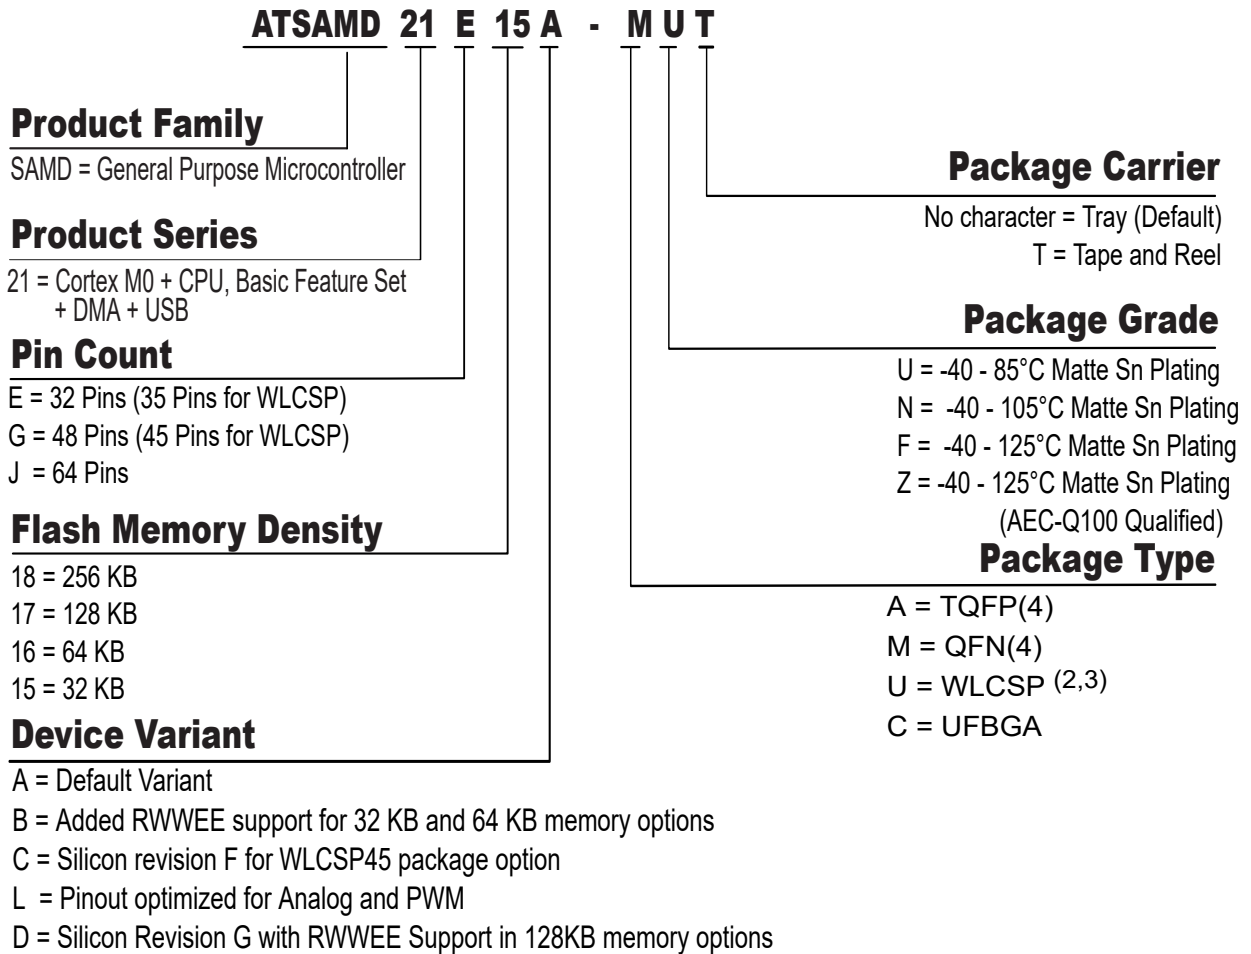 ATSAMD 21 E 15 A - M U T
Product Family
SAMD = General Purpose Microcontroller
Product Series
21 = Cortex M0 + CPU, Basic Feature Set
+ DMA + USB
Pin Count
E = 32 Pins (35 Pins for WLCSP)
G = 48 Pins (45 Pins for WLCSP)
J = 64 Pins
Flash Memory Density
18 = 256 KB
17 = 128 KB
16 = 64 KB
15 = 32 KB
Device Variant
A = Default Variant
B = Added RWWEE support for 32 KB and 64 KB memory options
C = Silicon revision F for WLCSP45 package option
L = Pinout optimized for Analog and PWM
D = Silicon Revision G with RWWEE Support in 128KB memory options
Package Carrier
No character = Tray (Default)
T = Tape and Reel
Package Grade
U = -40 - 85°C Matte Sn Plating
N = -40 - 105°C Matte Sn Plating
F = -40 - 125°C Matte Sn Plating
Z = -40 - 125°C Matte Sn Plating
(AEC-Q100 Qualified)
Package Type
A = TQFP(4)
M = QFN(4)
U = WLCSP (2,3)
C = UFBGA